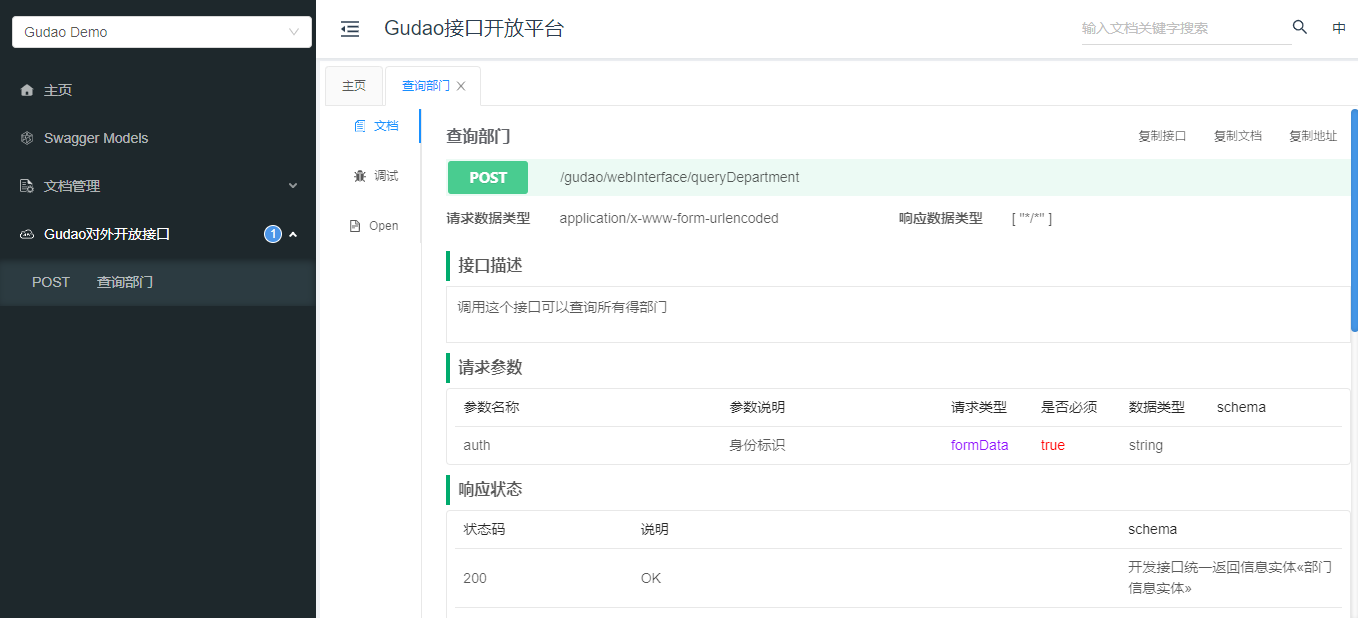 Gudao Demo
主页
Swagger Models
文档管理
Gudao对外开放接口 1
POST 查询部门
Gudao接口开放平台
输入文档关键字搜索
中
主页 查询部门
文档
调试
Open
查询部门
复制接口 复制文档 复制地址
POST /gudao/webInterface/queryDepartment
请求数据类型 application/x-www-form-urlencoded 响应数据类型 [ "*/*" ]
接口描述
调用这个接口可以查询所有得部门
请求参数
参数名称 参数说明 请求类型 是否必须 数据类型 schema
auth 身份标识 formData true string
响应状态
状态码 说明 schema
200 OK 开发接口统一返回信息实体«部门
信息实体»